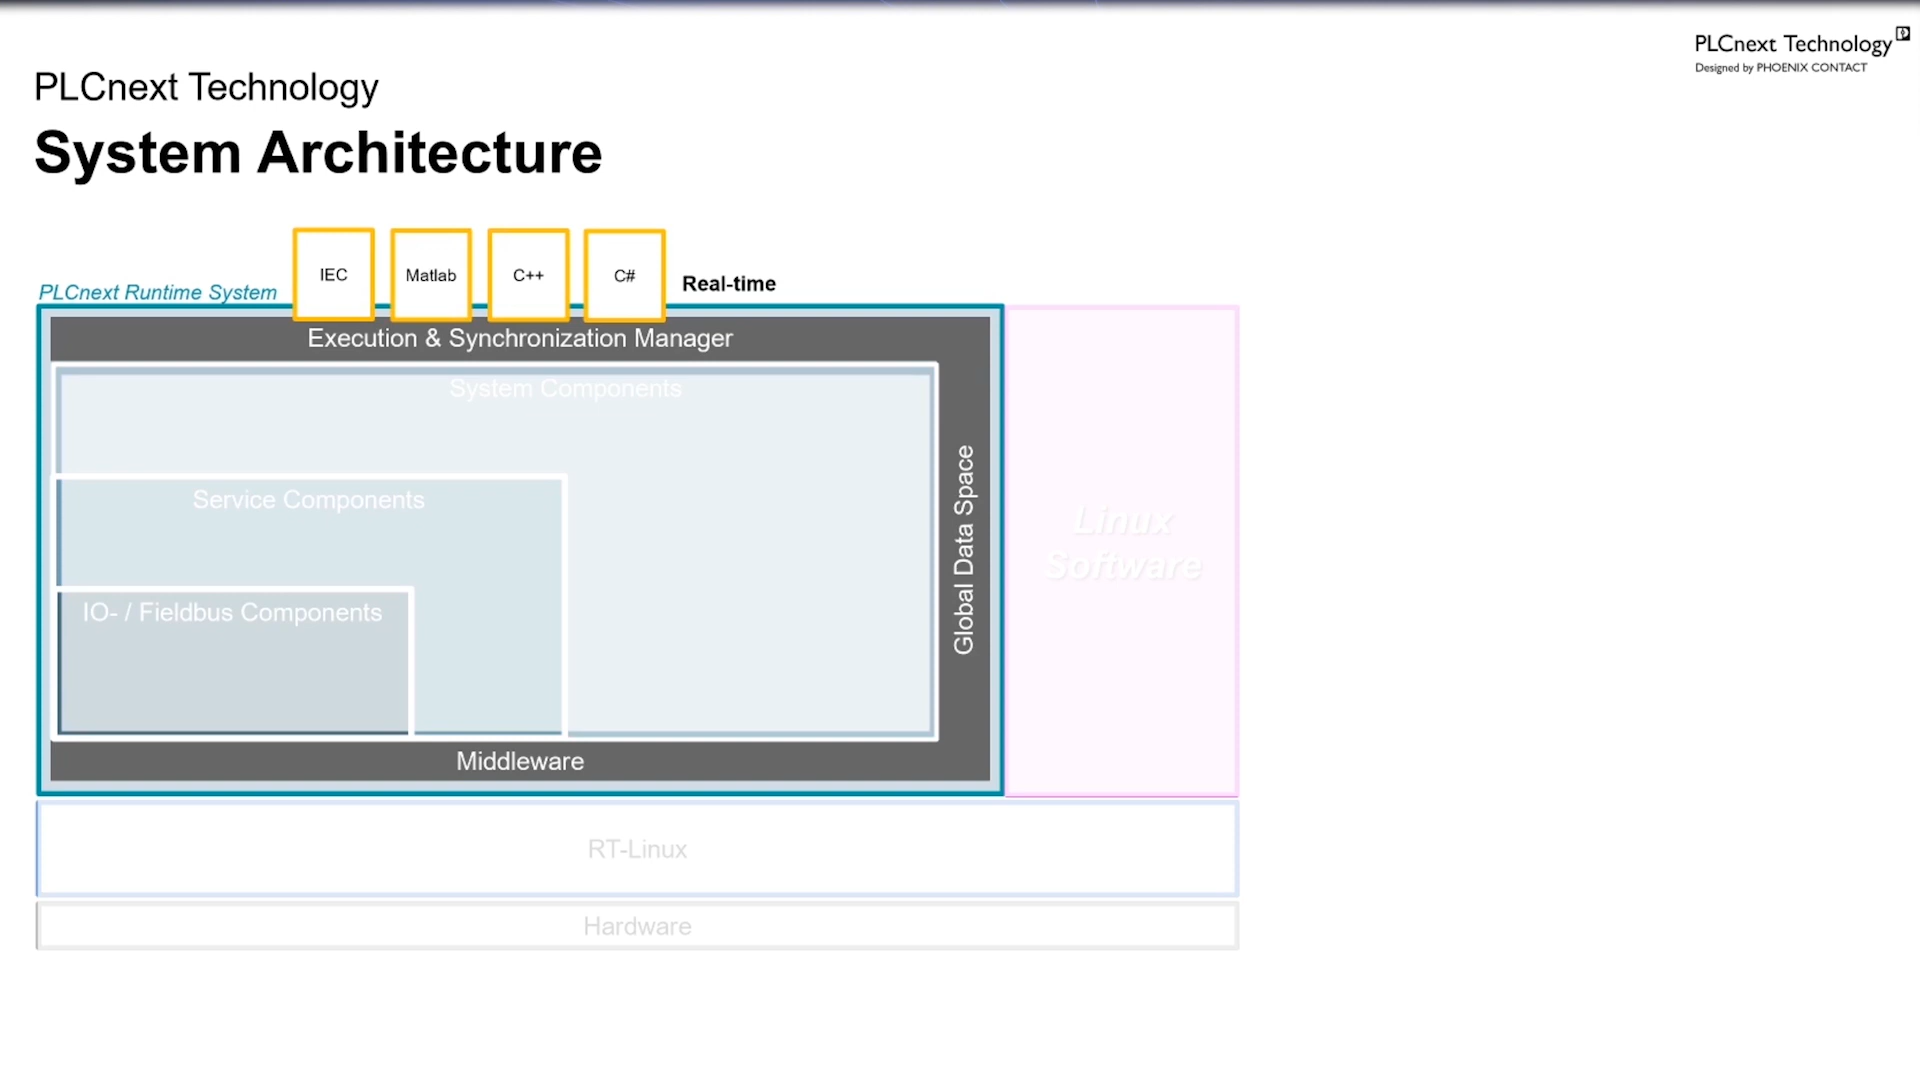 PLCnext Technology
Designed by PHOENIX CONTACT
PLCnext Technology
System Architecture
IEC
Matlab
C++
C#
Real-time
PLCnext Runtime System
Execution & Synchronization Manager
System Components
Service Components
IO- / Fieldbus Components
Global Data Space
Linux
Software
Middleware
RT-Linux
Hardware